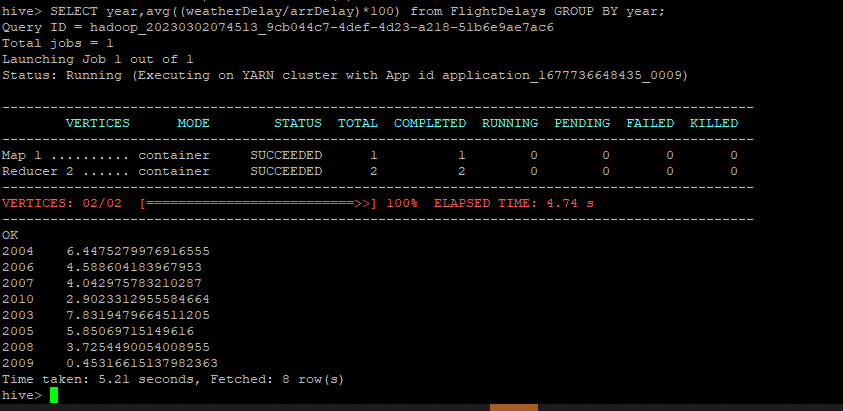 hive> SELECT year,avg((weatherDelay/arrDelay)*100) from FlightDelays GROUP BY year;
Query ID = hadoop_20230302074513_9cb044c7-4def-4d23-a218-51b6e9ae7ac6
Total jobs = 1
Launching Job 1 out of 1
Status: Running (Executing on YARN cluster with App id application_1677736648435_0009)
----------------------------------------------------------------------------------------------
VERTICES MODE STATUS TOTAL COMPLETED RUNNING PENDING FAILED KILLED
----------------------------------------------------------------------------------------------
Map 1 .......... container SUCCEEDED 1 1 0 0 0 0
Reducer 2 ...... container SUCCEEDED 2 2 0 0 0 0
----------------------------------------------------------------------------------------------
VERTICES: 02/02 [==========================>>] 100% ELAPSED TIME: 4.74 s
----------------------------------------------------------------------------------------------
OK
2004 6.4475279976916555
2006 4.588604183967953
2007 4.042975783210287
2010 2.9023312955584664
2003 7.8319479664511205
2005 5.85069715149616
2008 3.7254490054008955
2009 0.45316615137982363
Time taken: 5.21 seconds, Fetched: 8 row(s)
hive>